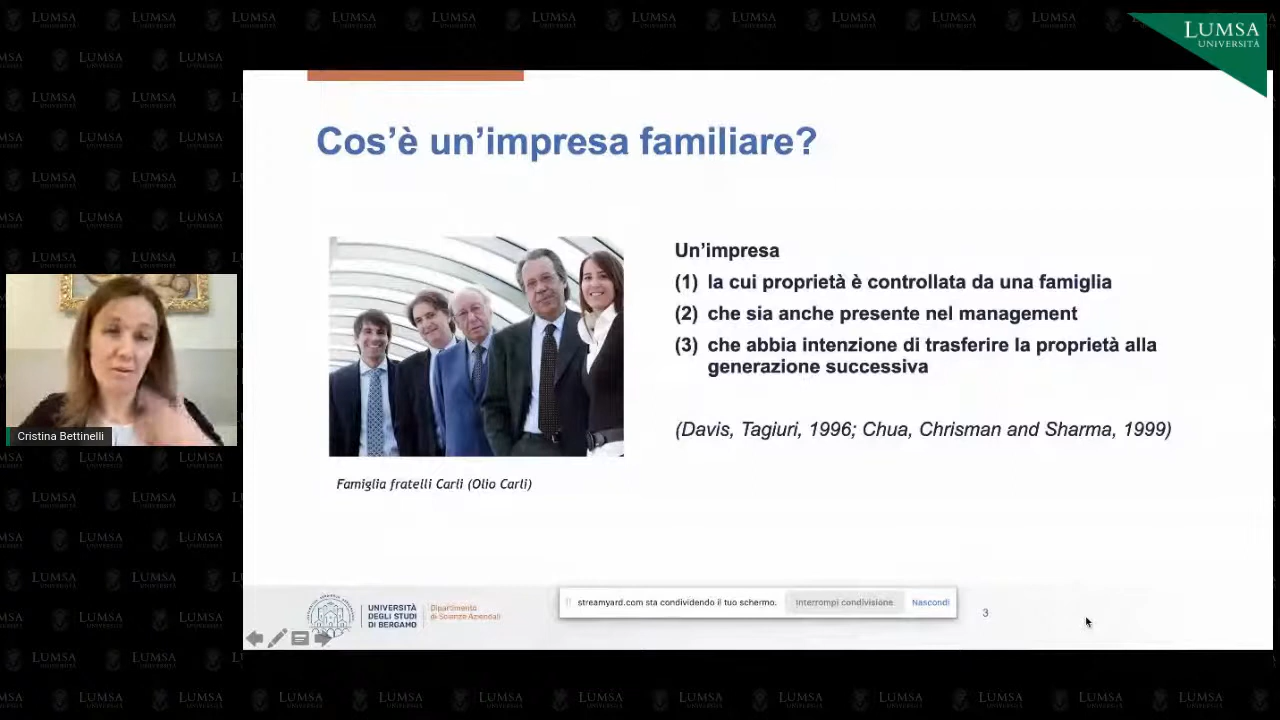 LUMSA
UNIVERSITÀ
Cos'è un'impresa familiare?
Un'impresa
(1) la cui proprietà è controllata da una famiglia
(2) che sia anche presente nel management
(3) che abbia intenzione di trasferire la proprietà alla
generazione successiva
(Davis, Tagiuri, 1996; Chua, Chrisman and Sharma, 1999)
Cristina Bettinelli
Famiglia fratelli Carli (Olio Carli)
UNIVERSITÀ
DEGLI STUDI
DI BERGAMO
Dipartimento
di Scienze Aziendali
streamyard.com sta condividendo il tuo schermo.
Interrompi condivisione
Nascondi
3